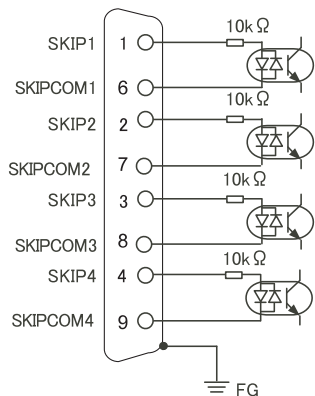 10kΩ
SKIP1 1
SKIPCOM1 6
10kΩ
SKIP2 2
SKIPCOM2 7
10kΩ
SKIP3 3
SKIPCOM3 8
10kΩ
SKIP4 4
SKIPCOM4 9
FG